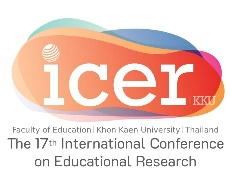 icer
KKU
Faculty of Education | Khon Kaen University | Thailand
The 17th International Conference
on Educational Research